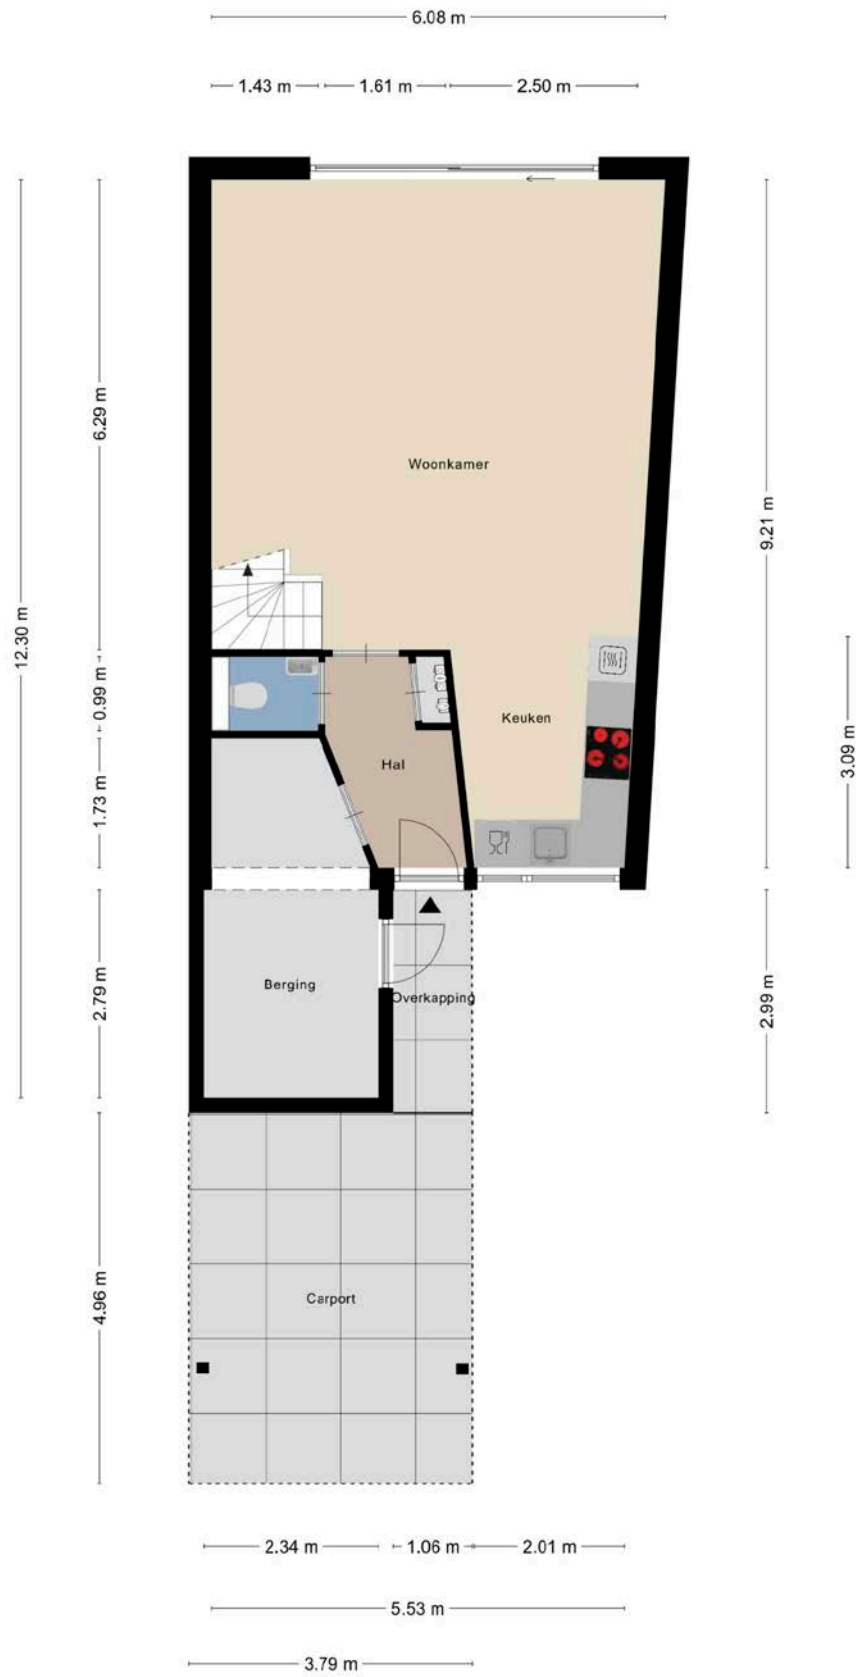 6.08 m
1.43 m
1.61 m
2.50 m
6.29 m
Woonkamer
9.21 m
12.30 m
0.99 m
Keuken
3.09 m
Hal
1.73 m
Berging
2.79 m
Overkapping
2.99 m
Carport
4.96 m
2.34 m
1.06 m
2.01 m
5.53 m
3.79 m